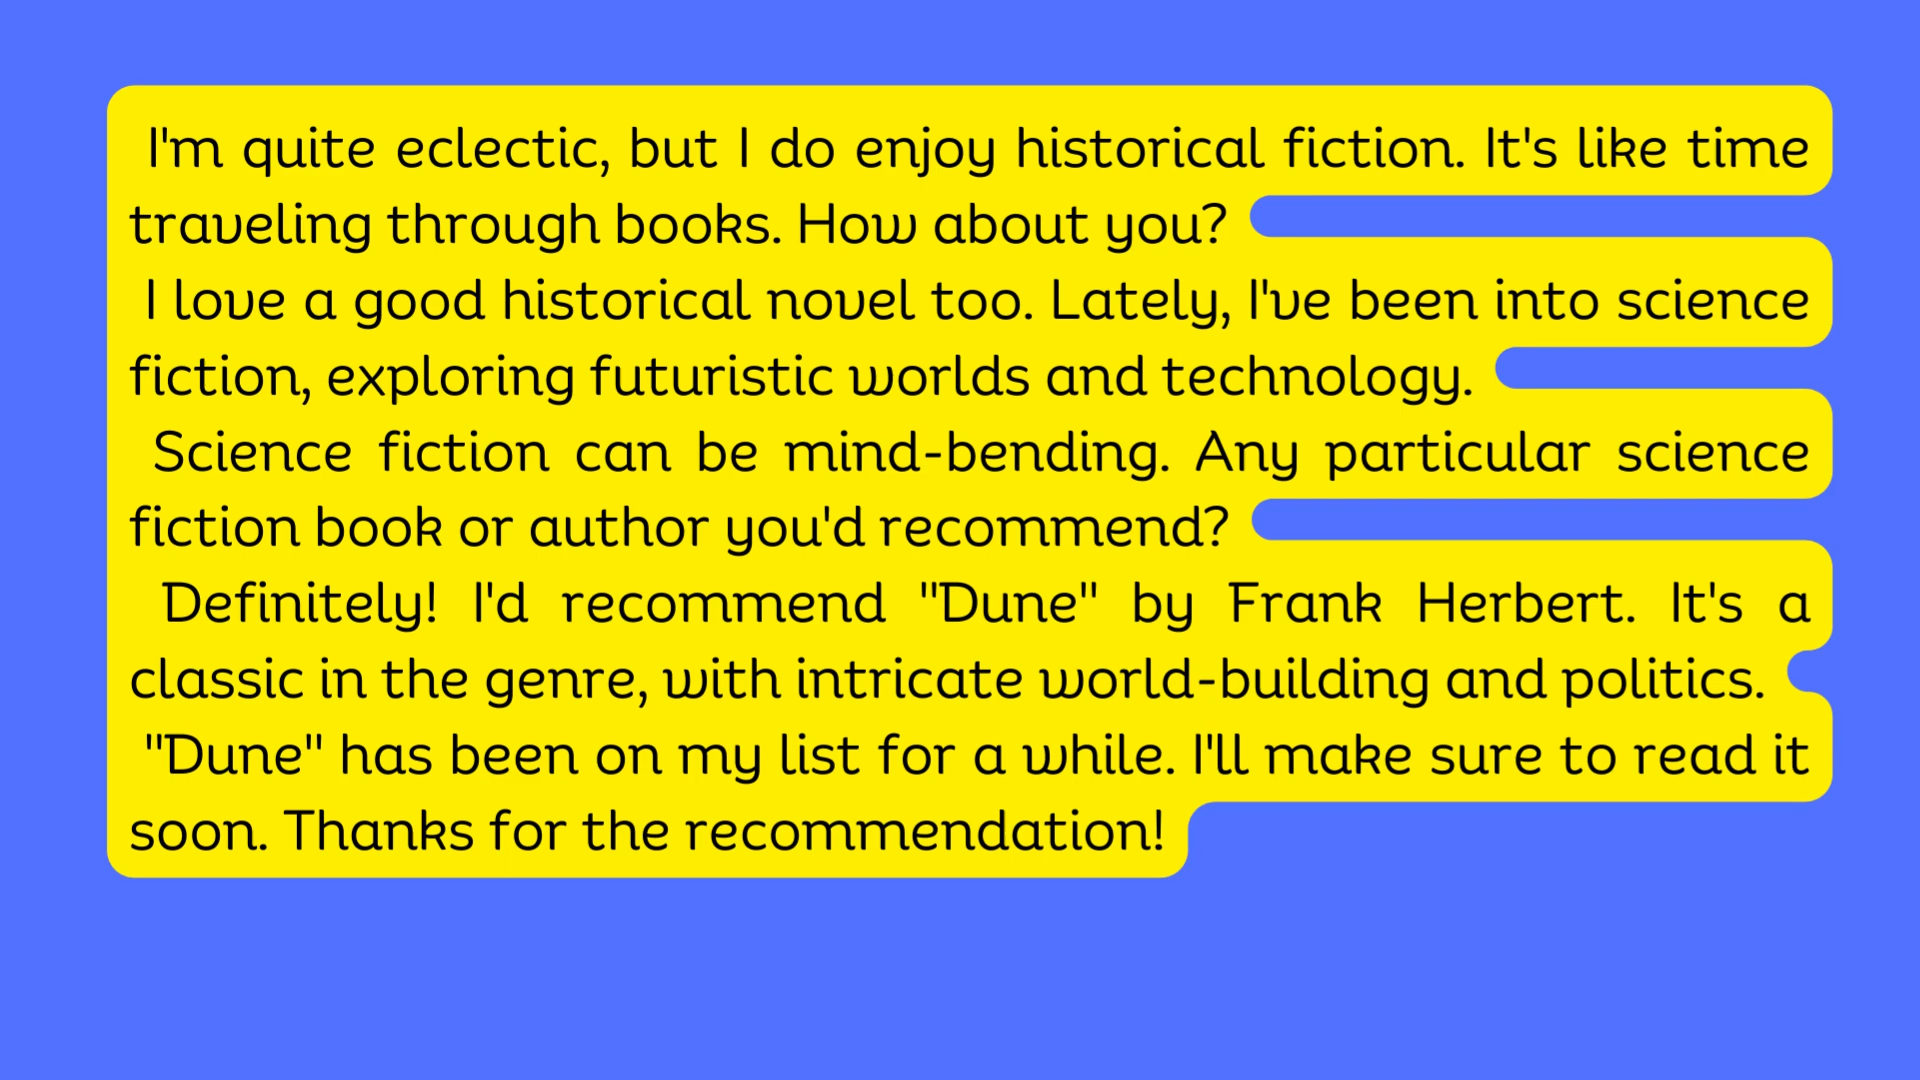 I'm quite eclectic, but I do enjoy historical fiction. It's like time
traveling through books. How about you?
I love a good historical novel too. Lately, I've been into science
fiction, exploring futuristic worlds and technology.
Science fiction can be mind-bending. Any particular science
fiction book or author you'd recommend?
Definitely! I'd recommend "Dune" by Frank Herbert. It's a
classic in the genre, with intricate world-building and politics.
"Dune" has been on my list for a while. I'll make sure to read it
soon. Thanks for the recommendation!